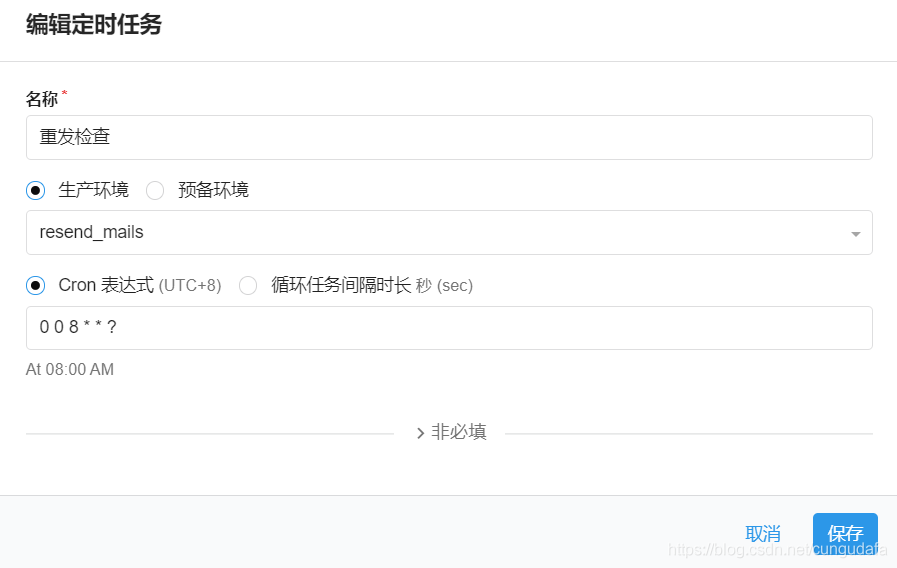 编辑定时任务
名称 *
重发检查
生产环境 预备环境
resend_mails
Cron 表达式 (UTC+8) 循环任务间隔时长 秒 (sec)
0 0 8 * * ?
At 08:00 AM
非必填
取消 保存
https://blog.csdn.net/cungudafa